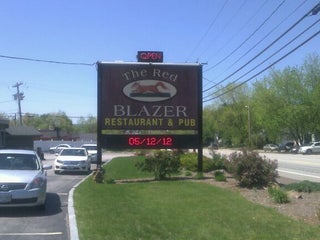 OPEN
The Red
BLAZER
RESTAURANT & PUB
05/12/12